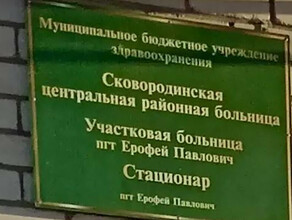 Муниципальное бюджетное учреждение
здравоохранения
Сковородинская
центральная районная больница
Участковая больница
пгт Ерофей Павлович
Стационар
пгт Ерофей Павлович